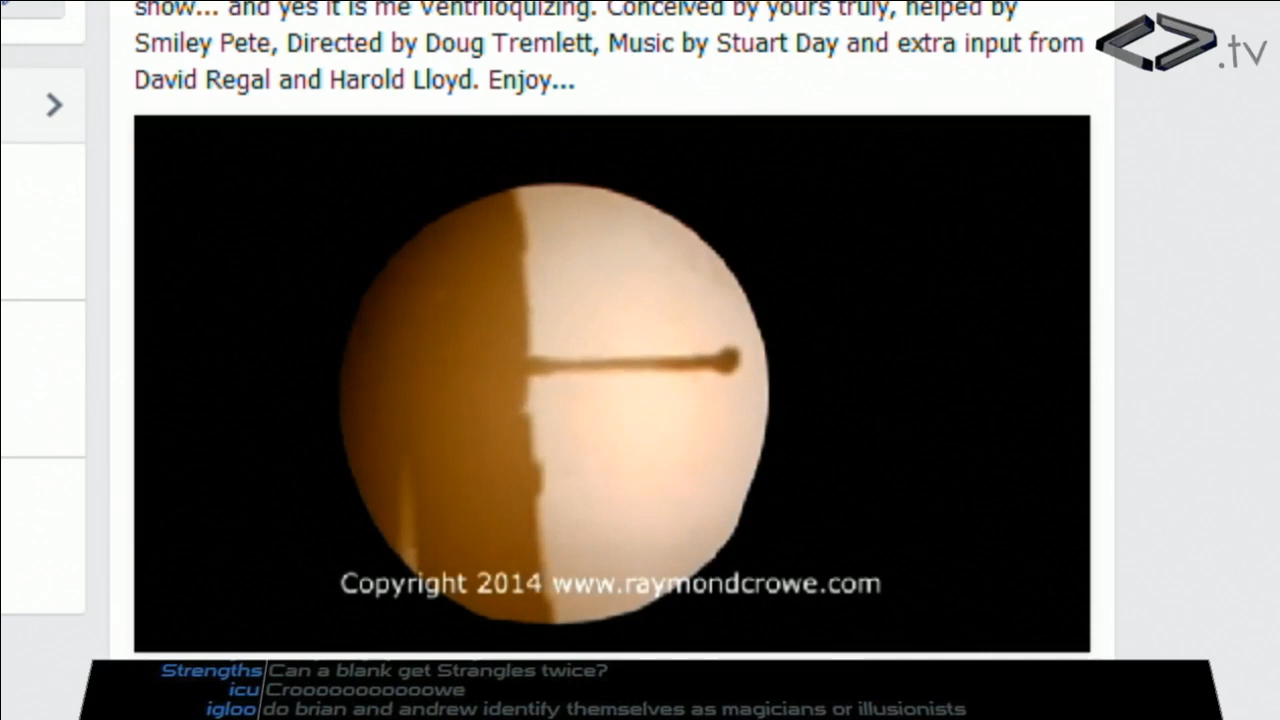 show... and yes it is me Ventriloquizing. Conceived by yours truly, helped by
Smiley Pete, Directed by Doug Tremlett, Music by Stuart Day and extra input from
David Regal and Harold Lloyd. Enjoy...
.tv
Copyright 2014 www.raymondcrowe.com
Strengths Can a blank get Strangles twice?
icu Crooooooooooowe
igloo do brian and andrew identify themselves as magicians or illusionists